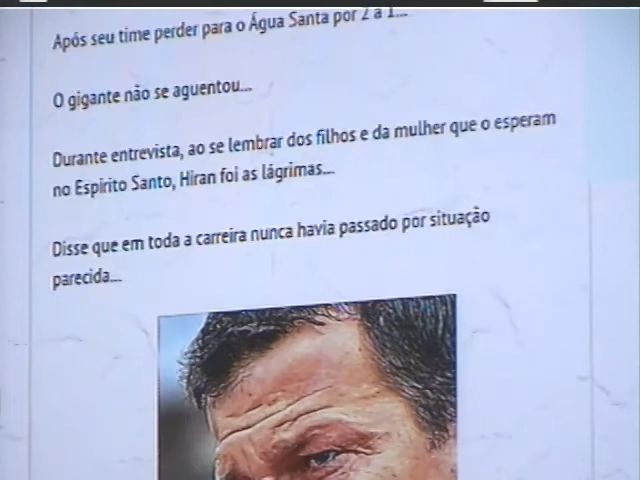 Após seu time perder para o Água Santa por 2 a 1...
O gigante não se aguentou...
Durante entrevista, ao se lembrar dos filhos e da mulher que o esperam
no Espírito Santo, Hiran foi as lágrimas...
Disse que em toda a carreira nunca havia passado por situação
parecida...